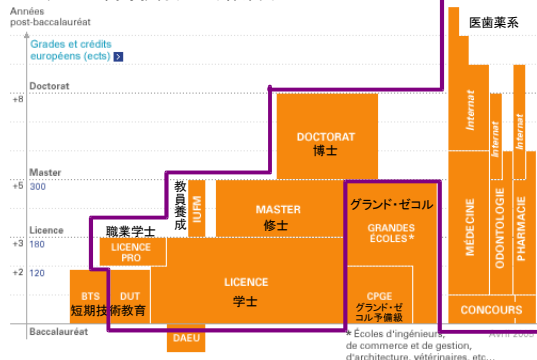 Années
post-baccalauréat
医歯薬系
Grades et crédits
européens (ects)
Doctorat
+8
Internat
Internat
Internat
DOCTORAT
博士
Master
+5
300
教員養成
IUFM
MASTER
修士
グランド・ゼコル
GRANDES
ÉCOLES*
MÉDECINE
ODONTOLOGIE
PHARMACIE
職業学士
Licence
+3
180
LICENCE
PRO
+2
120
LICENCE
学士
BTS
DUT
短期技術教育
CPGE
グランド・ゼ
コル予備級
CONCOURS
Baccalauréat
DAEU
* Écoles d'ingénieurs,
de commerce et de gestion,
d'architecture, vétérinaires, etc...